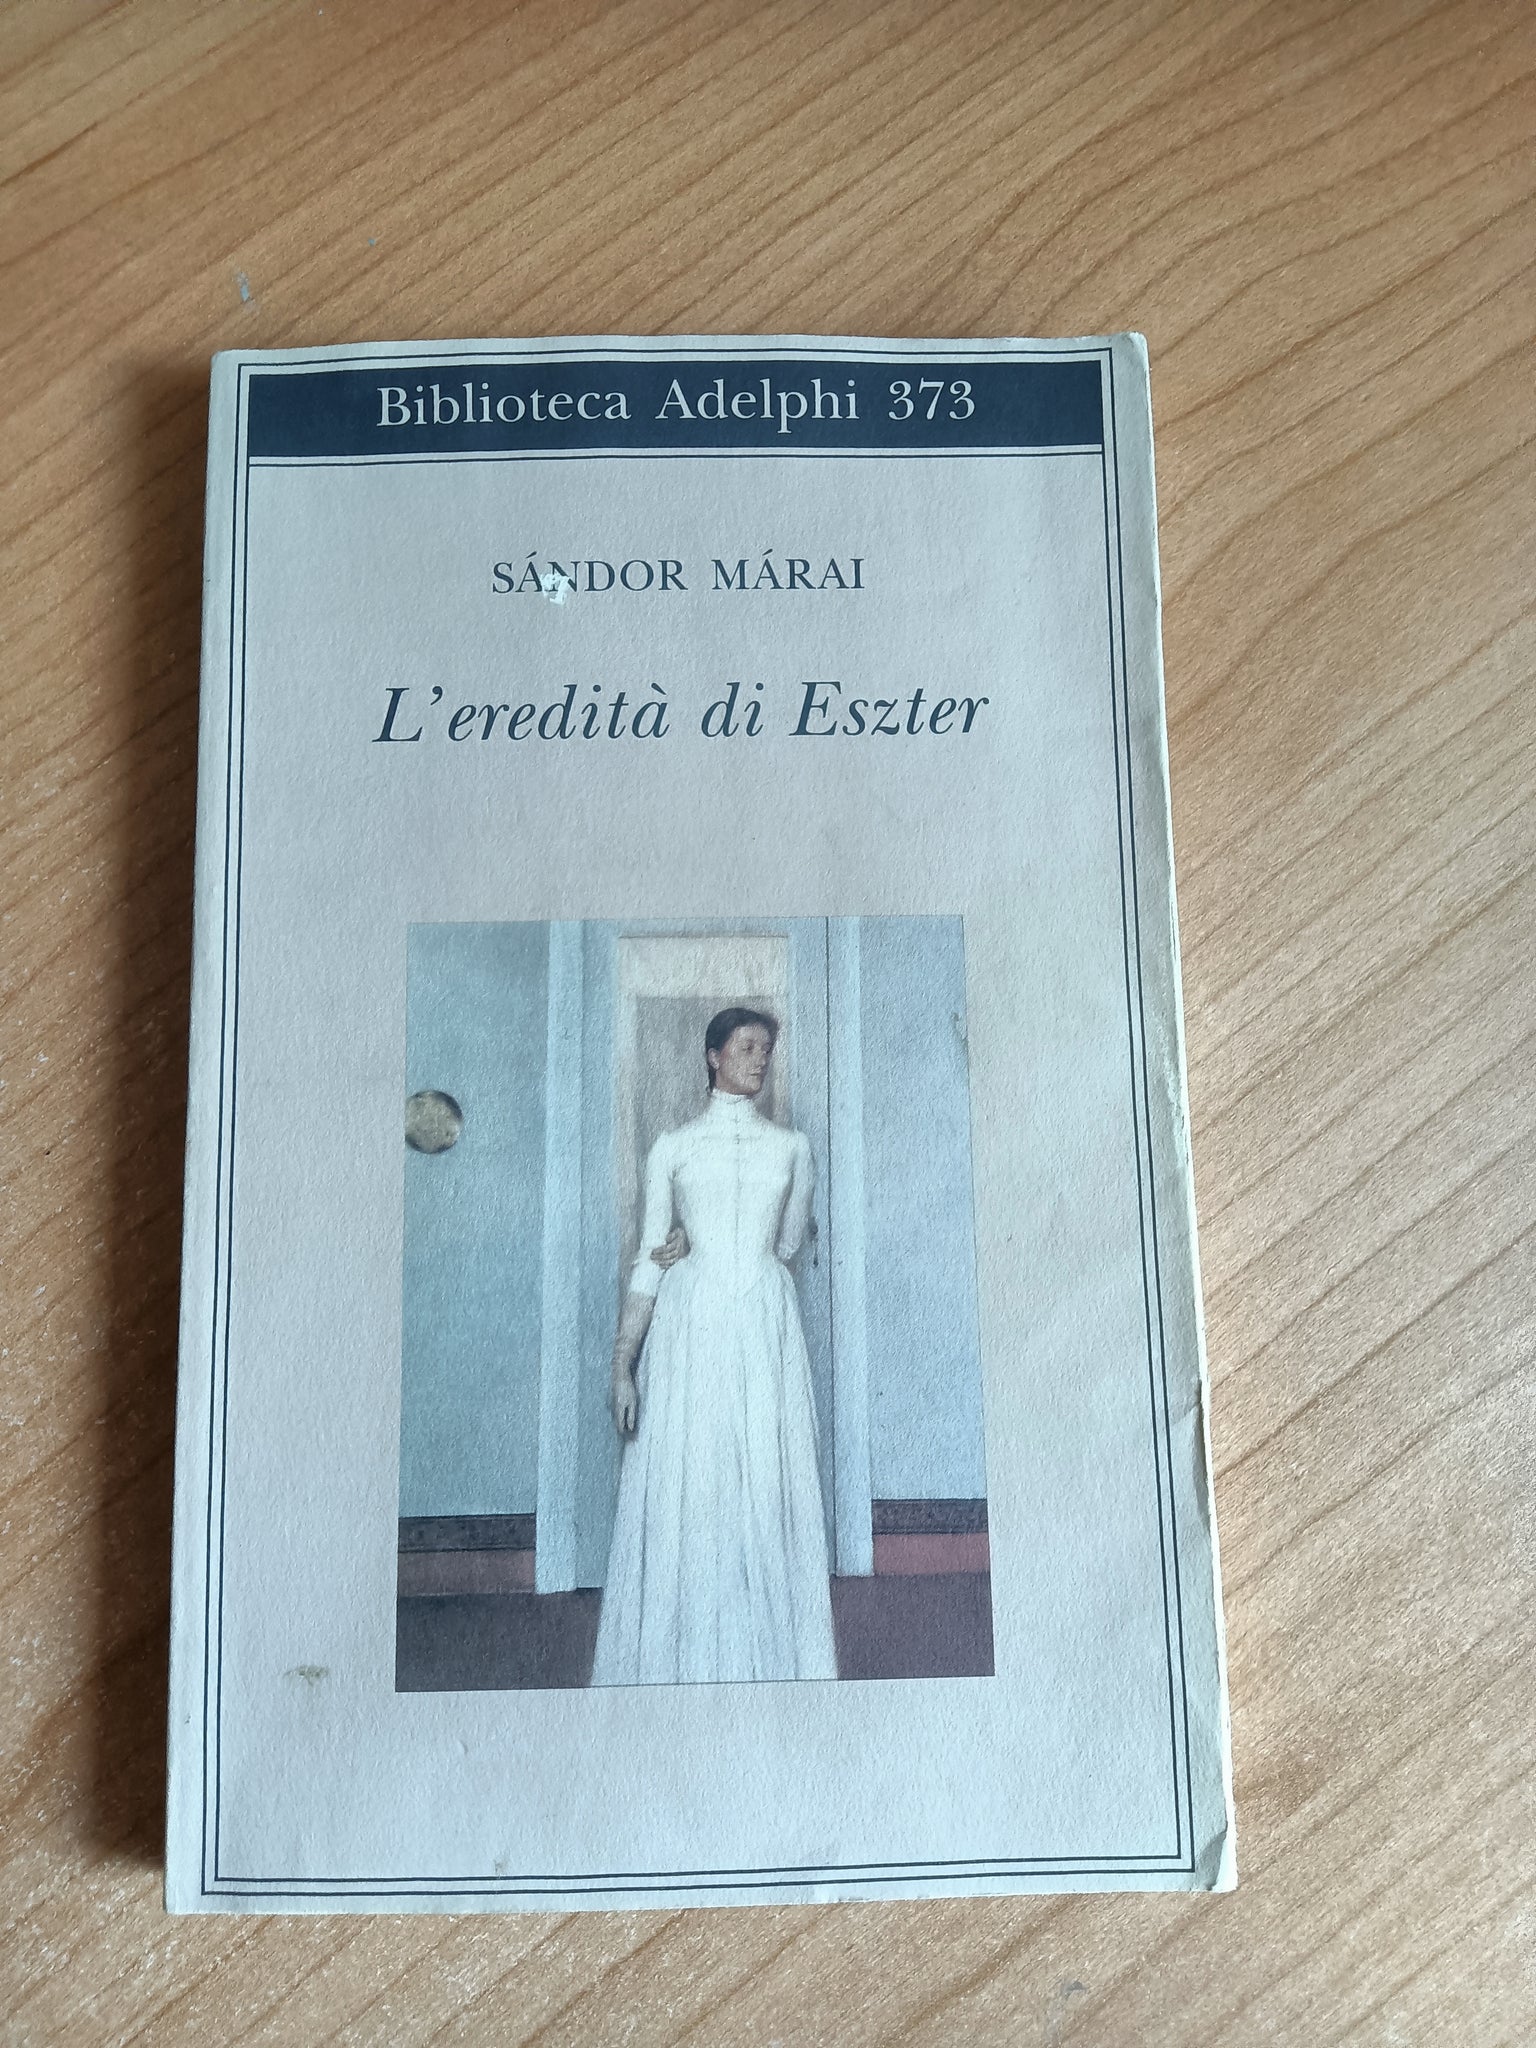 Biblioteca Adelphi 373
SÁNDOR MÁRAI
L'eredità di Eszter